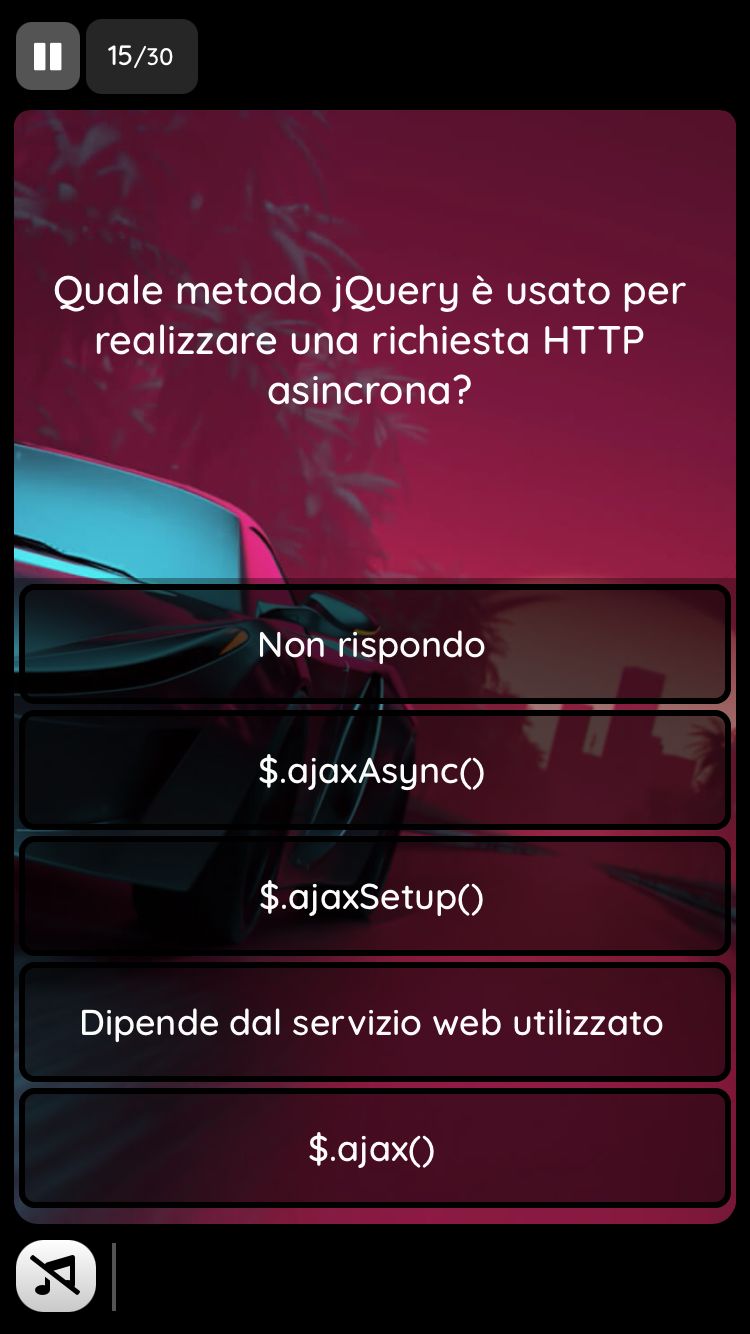 15/30
Quale metodo jQuery è usato per
realizzare una richiesta HTTP
asincrona?
Non rispondo
$.ajaxAsync()
$.ajaxSetup()
Dipende dal servizio web utilizzato
$.ajax()